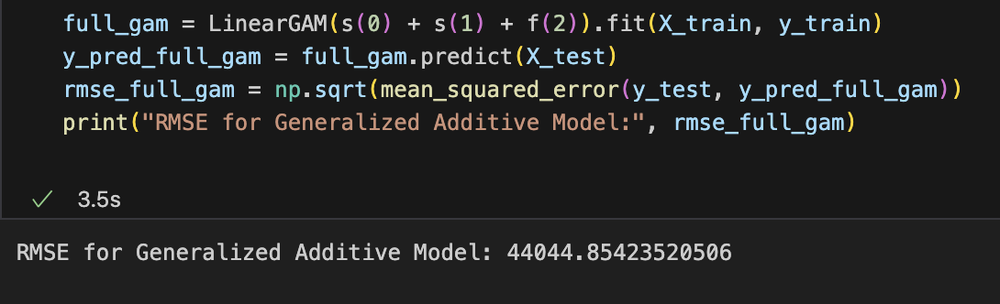 full_gam = LinearGAM(s(0) + s(1) + f(2)).fit(X_train, y_train)
y_pred_full_gam = full_gam.predict(X_test)
rmse_full_gam = np.sqrt(mean_squared_error(y_test, y_pred_full_gam))
print("RMSE for Generalized Additive Model:", rmse_full_gam)
3.5s
RMSE for Generalized Additive Model: 44044.85423520506